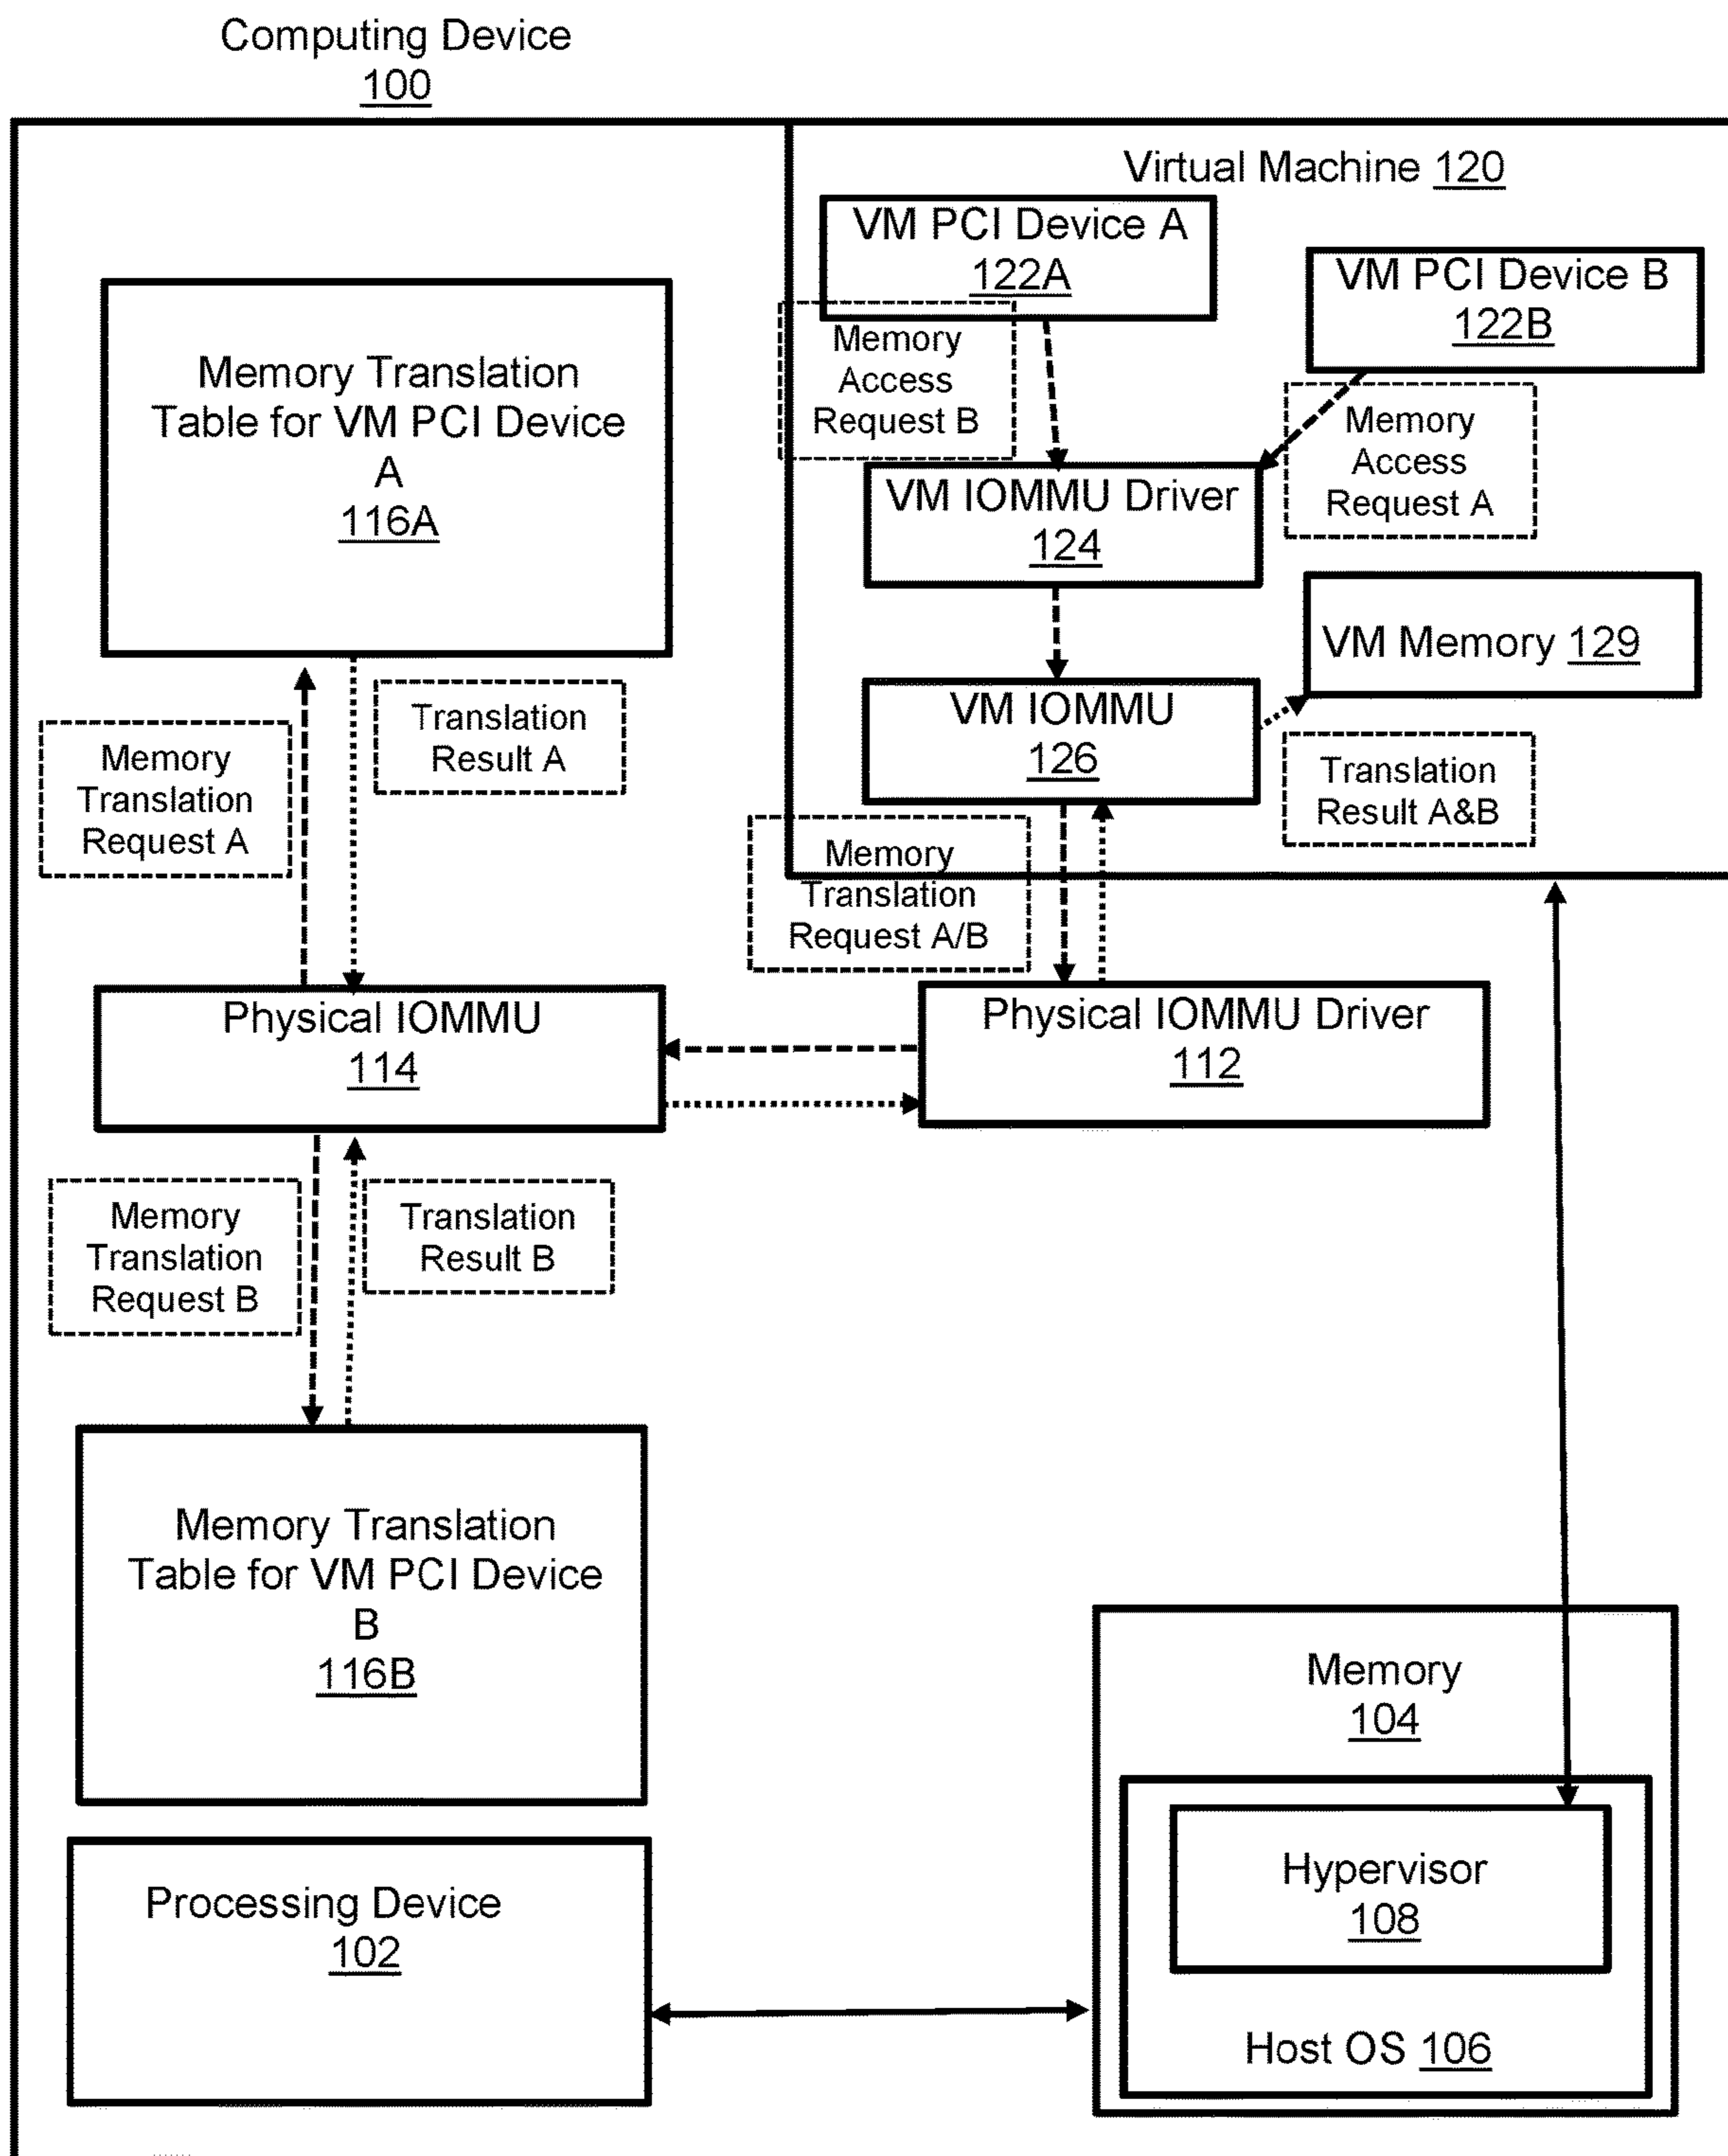 Computing Device
100
Virtual Machine 120
VM PCI Device A
122A
VM PCI Device B
122B
Memory
Access
Request B
Memory
Access
Request A
Memory Translation
Table for VM PCI Device
A
116A
VM IOMMU Driver
124
VM Memory 129
VM IOMMU
126
Translation
Result A
Memory
Translation
Request A
Translation
Result A&B
Memory
Translation
Request A/B
Physical IOMMU
114
Physical IOMMU Driver
112
Memory
Translation
Request B
Translation
Result B
Memory Translation
Table for VM PCI Device
B
116B
Memory
104
Processing Device
102
Hypervisor
108
Host OS 106